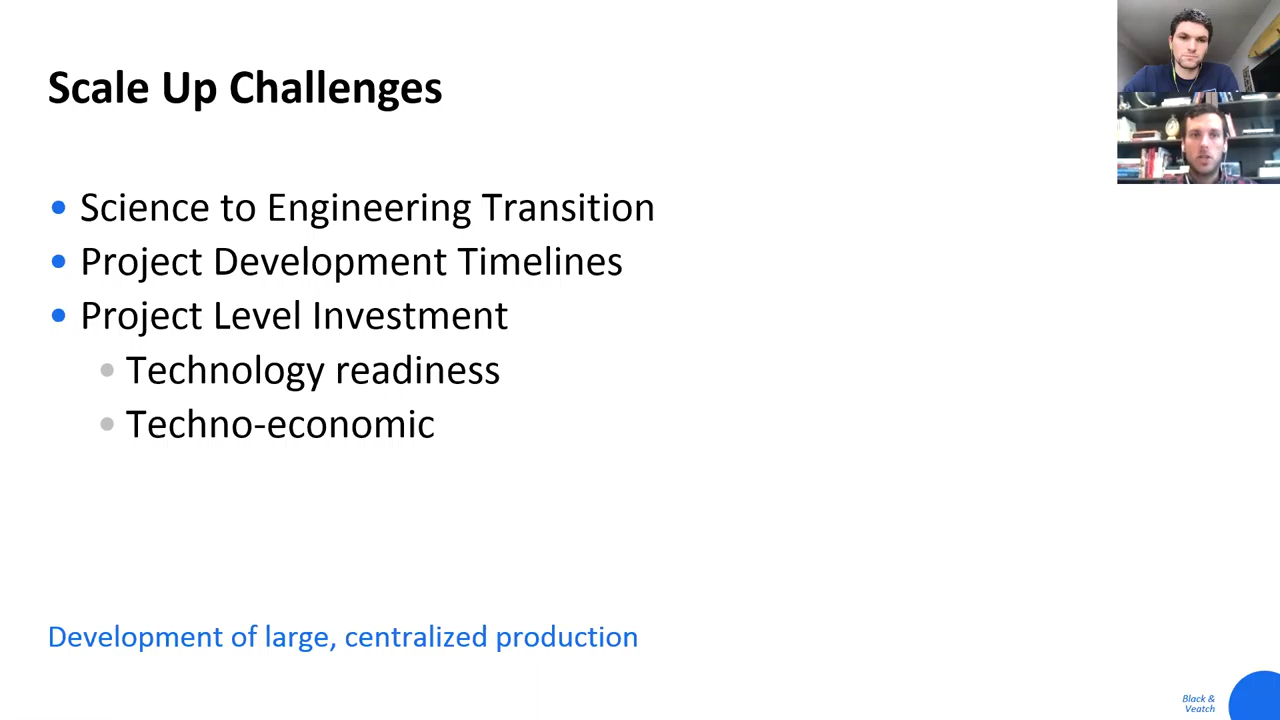 Scale Up Challenges
• Science to Engineering Transition
• Project Development Timelines
• Project Level Investment
• Technology readiness
• Techno-economic
Development of large, centralized production
Black &
Veatch